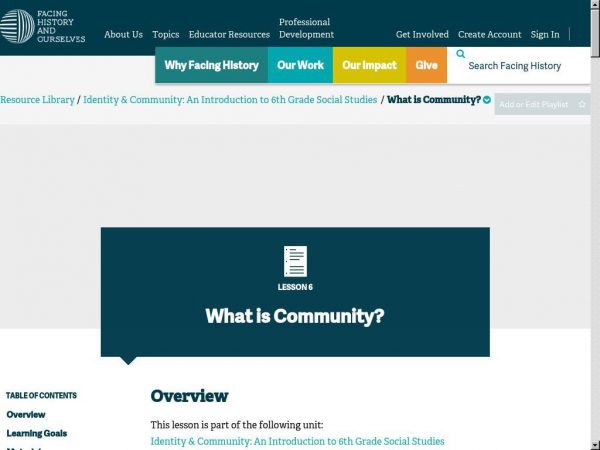 FACING
HISTORY
AND
OURSELVES
About Us
Topics
Educator Resources
Professional
Development
Get Involved
Create Account
Sign In
Why Facing History
Our Work
Our Impact
Give
Search Facing History
Resource Library / Identity & Community: An Introduction to 6th Grade Social Studies / What is Community?
Add or Edit Playlist
LESSON 6
What is Community?
TABLE OF CONTENTS
Overview
Learning Goals
Overview
This lesson is part of the following unit:
Identity & Community: An Introduction to 6th Grade Social Studies